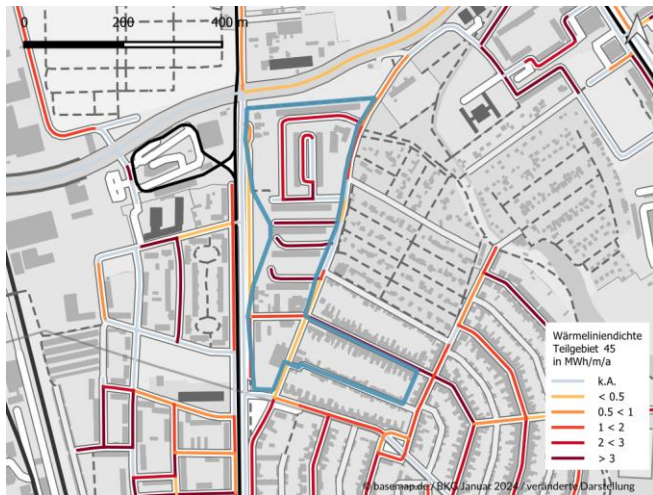 0 200 400 m
Wärmeliniendichte
Teilgebiet 45
in MWh/m/a
k.A.
< 0.5
0.5 < 1
1 < 2
2 < 3
> 3
© basemap.de / BKG Januar 2024 / veränderte Darstellung